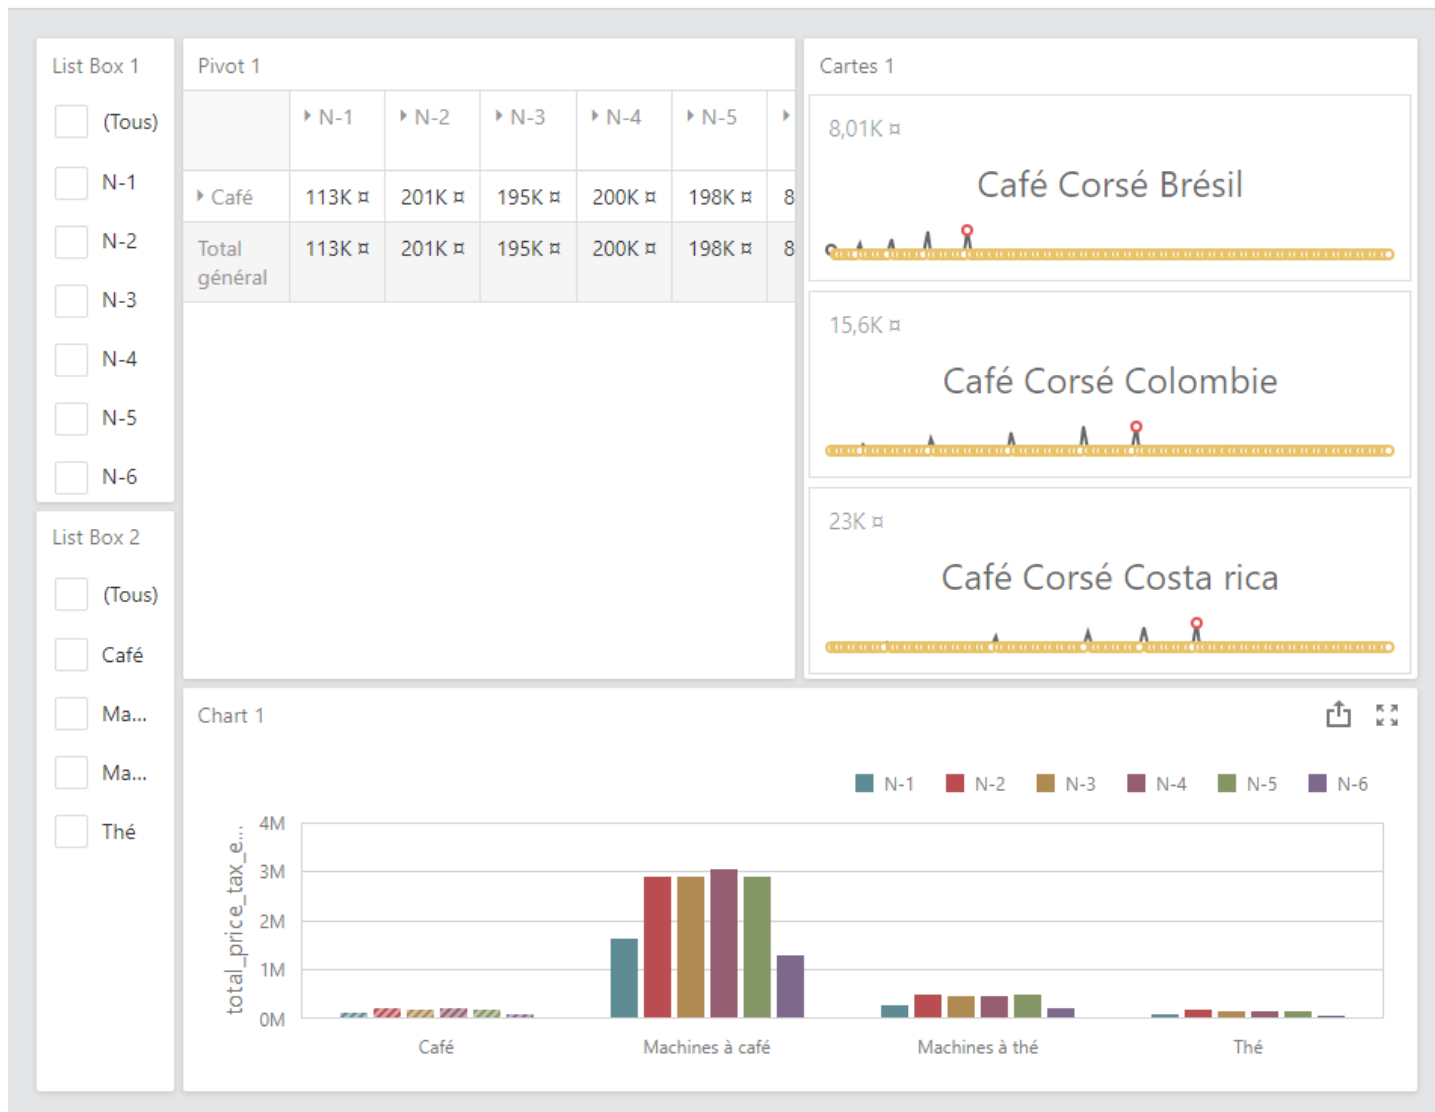 List Box 1
(Tous)
N-1
N-2
N-3
N-4
N-5
N-6
List Box 2
(Tous)
Café
Ma...
Ma...
Thé
Pivot 1
N-1 N-2 N-3 N-4 N-5
Café 113K ¤ 201K ¤ 195K ¤ 200K ¤ 198K ¤ 8
Total général 113K ¤ 201K ¤ 195K ¤ 200K ¤ 198K ¤ 8
Cartes 1
8,01K ¤
Café Corsé Brésil
15,6K ¤
Café Corsé Colombie
23K ¤
Café Corsé Costa rica
Chart 1
N-1 N-2 N-3 N-4 N-5 N-6
total_price_tax_e...
4M
3M
2M
1M
0M
Café Machines à café Machines à thé Thé